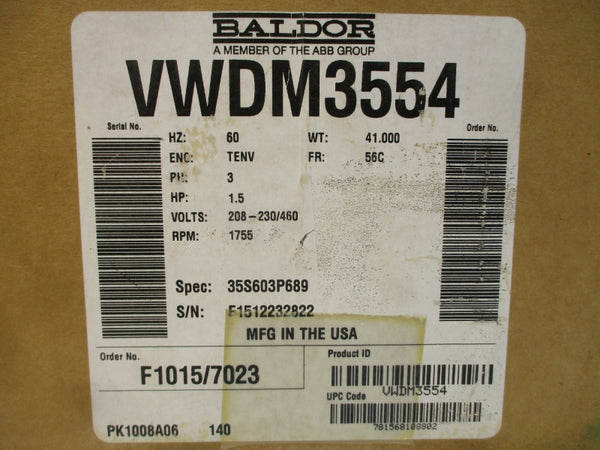 BALDOR
A MEMBER OF THE ABB GROUP
VWDM3554
Serial No.
Order No.
HZ: 60 WT: 41.000
ENC: TENV FR: 56C
PH: 3
HP: 1.5
VOLTS: 208-230/460
RPM: 1755
Spec: 35S603P689
S/N: F1512232822
MFG IN THE USA
Order No.
F1015/7023
Product ID
VWDM3554
UPC Code
781568108802
PK1008A06 140